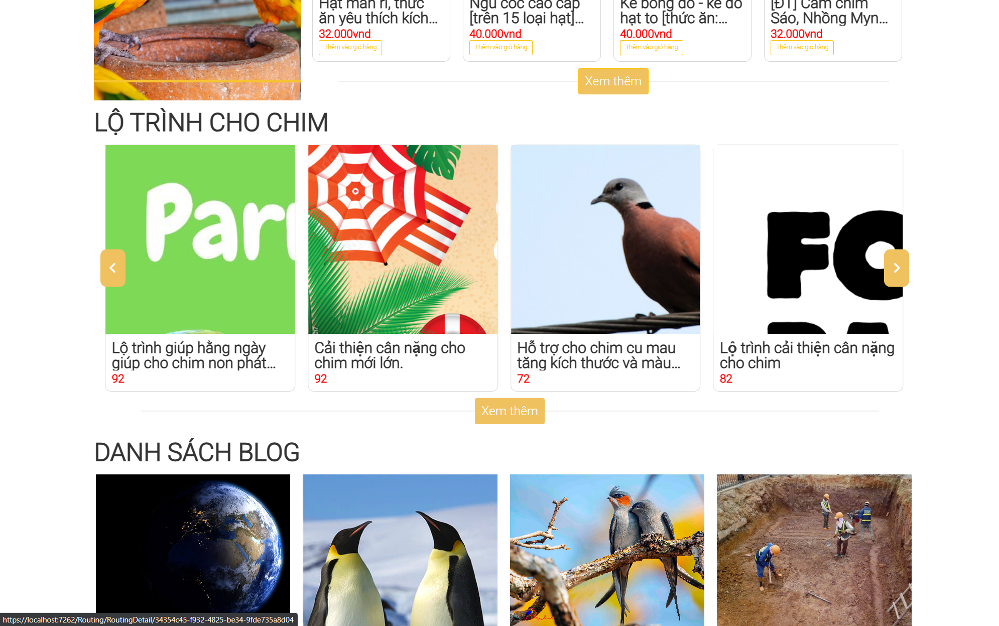 Hạt mãn rỉ, thức
ăn yêu thích kích...
32.000vnd
Thêm vào giỏ hàng
Ngũ cốc cao cấp
[trên 15 loại hạt]...
40.000vnd
Thêm vào giỏ hàng
Kê bông đỏ - kê đỏ
hạt to [thức ăn:...
40.000vnd
Thêm vào giỏ hàng
[ĐT] Cám chim
Sáo, Nhồng Myn...
32.000vnd
Thêm vào giỏ hàng
Xem thêm
LỘ TRÌNH CHO CHIM
Parr
FO
Lộ trình giúp hằng ngày
giúp cho chim non phát...
92
Cải thiện cân nặng cho
chim mới lớn.
92
Hỗ trợ cho chim cu mau
tăng kích thước và màu...
72
Lộ trình cải thiện cân nặng
cho chim
82
Xem thêm
DANH SÁCH BLOG
https://localhost:7262/Routing/RoutingDetail/34354c45-f932-4825-be34-9fde735a8d04